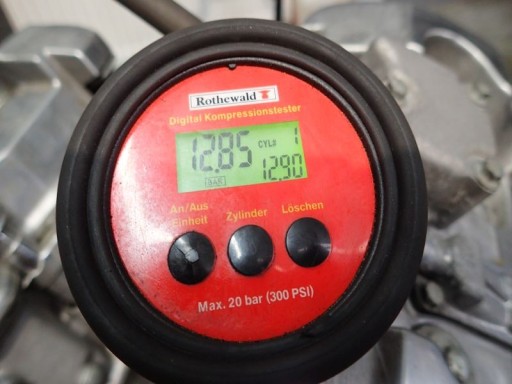 Rothewald
Digital Kompressionstester
12.85 CYL# 1
BAR 12.90
An/Aus
Einheit Zylinder Löschen
Max. 20 bar (300 PSI)